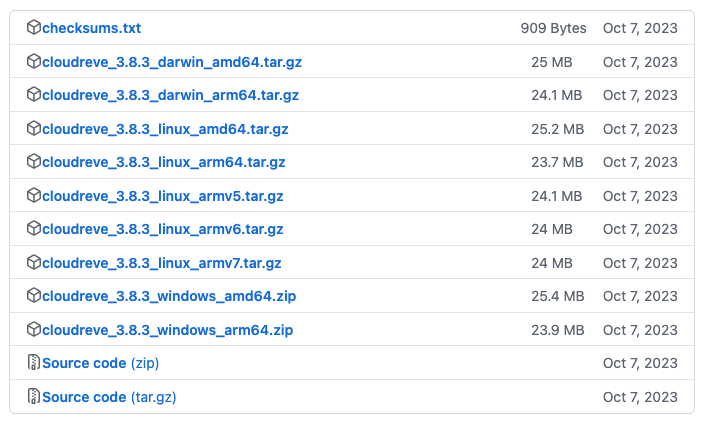 checksums.txt 909 Bytes Oct 7, 2023
cloudreve_3.8.3_darwin_amd64.tar.gz 25 MB Oct 7, 2023
cloudreve_3.8.3_darwin_arm64.tar.gz 24.1 MB Oct 7, 2023
cloudreve_3.8.3_linux_amd64.tar.gz 25.2 MB Oct 7, 2023
cloudreve_3.8.3_linux_arm64.tar.gz 23.7 MB Oct 7, 2023
cloudreve_3.8.3_linux_armv5.tar.gz 24.1 MB Oct 7, 2023
cloudreve_3.8.3_linux_armv6.tar.gz 24 MB Oct 7, 2023
cloudreve_3.8.3_linux_armv7.tar.gz 24 MB Oct 7, 2023
cloudreve_3.8.3_windows_amd64.zip 25.4 MB Oct 7, 2023
cloudreve_3.8.3_windows_arm64.zip 23.9 MB Oct 7, 2023
Source code (zip) Oct 7, 2023
Source code (tar.gz) Oct 7, 2023